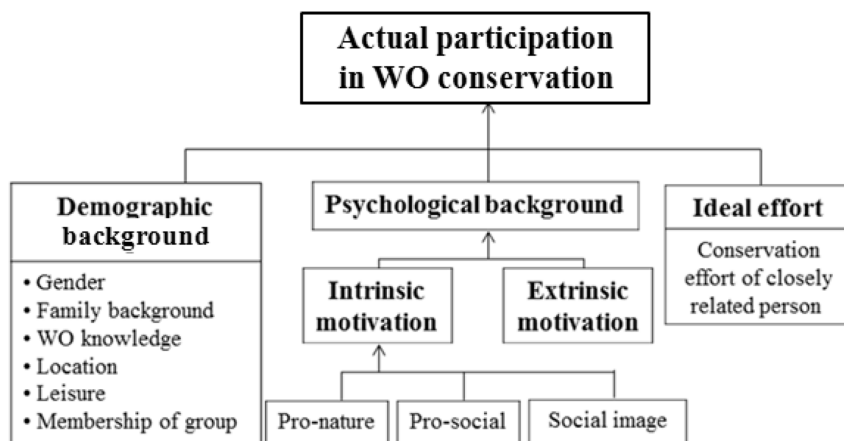 Actual participation
in WO conservation
Demographic
background
• Gender
• Family background
• WO knowledge
• Location
• Leisure
• Membership of group
Psychological background
Intrinsic
motivation
Extrinsic
motivation
Pro-nature
Pro-social
Social image
Ideal effort
Conservation
effort of closely
related person